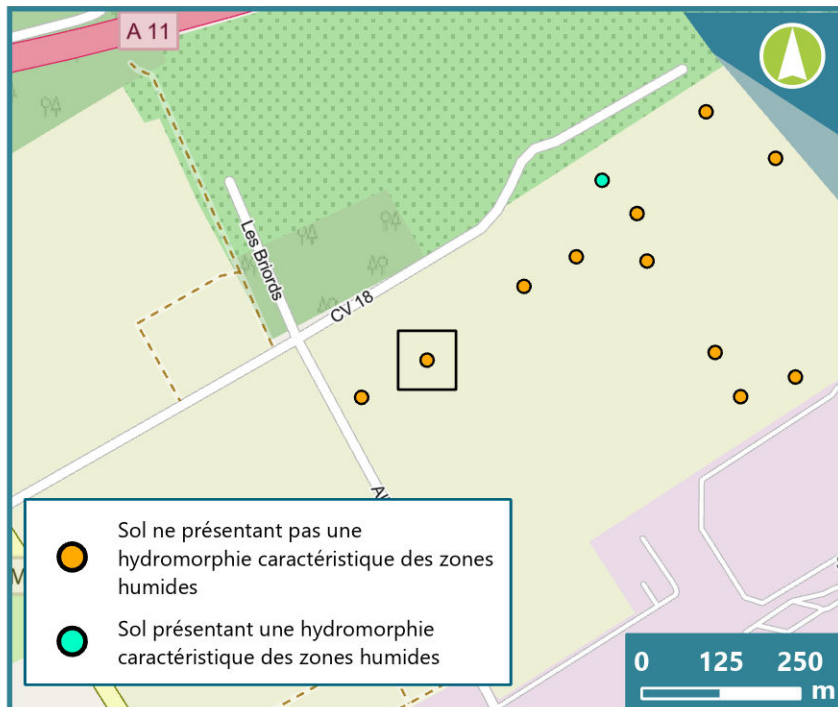 A 11
Les Briords
CV 18
Sol ne présentant pas une
hydromorphie caractéristique des zones
humides
Sol présentant une hydromorphie
caractéristique des zones humides
0 125 250
m